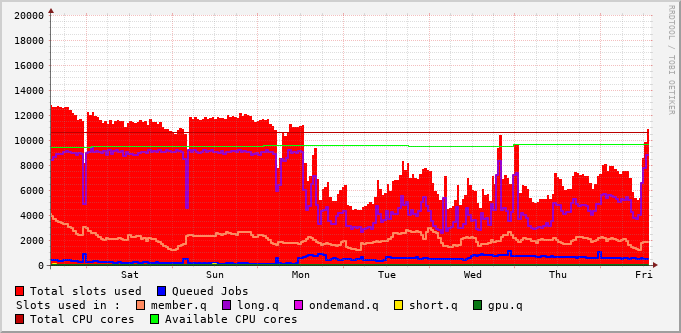 20000
18000
16000
14000
12000
10000
8000
6000
4000
2000
0
Sat Sun Mon Tue Wed Thu Fri
Total slots used Queued Jobs
Slots used in : member.q long.q ondemand.q short.q gpu.q
Total CPU cores Available CPU cores
RRDTOOL / TOBI OETIKER